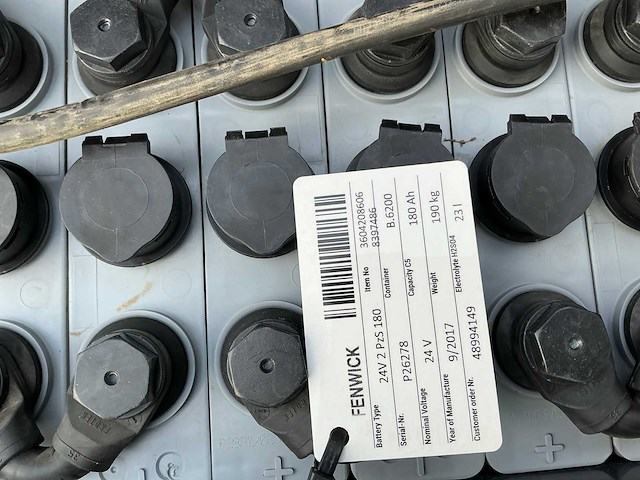 FENWICK
Item No 3604208606
8397486
Battery Type 24V 2 PzS 180 Container B.6200
Serial-Nr. P26278 Capacity C5 180 Ah
Nominal Voltage 24 V Weight 190 kg
Year of Manufacture 9/2017 Electrolyte H2SO4 23 l
Customer order Nr. 48994149